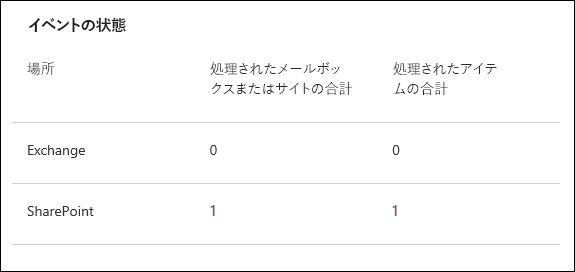 イベントの状態
場所
処理されたメールボッ
クスまたはサイトの合計
処理されたアイテ
ムの合計
Exchange
0
0
SharePoint
1
1